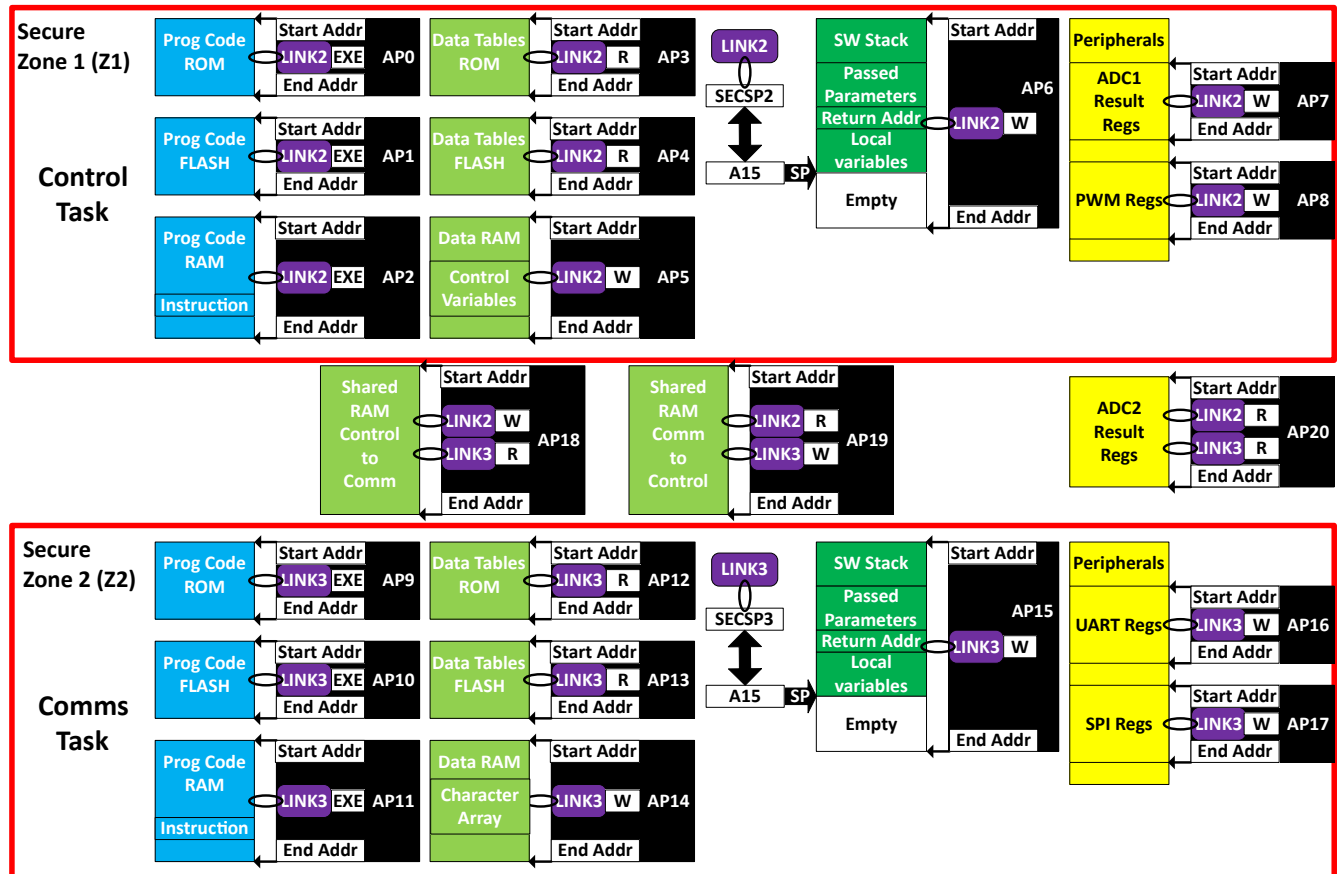 Secure
Zone 1 (Z1)
Control
Task
Prog Code
ROM
Start Addr
LINK2 EXE AP0
End Addr
Data Tables
ROM
Start Addr
LINK2 R AP3
End Addr
LINK2
SECSP2
A15 SP
SW Stack
Passed
Parameters
Return Addr
Local
variables
Empty
Start Addr
AP6
LINK2 W
End Addr
Peripherals
ADC1
Result
Regs
Start Addr
LINK2 W AP7
End Addr
PWM Regs
Start Addr
LINK2 W AP8
End Addr
Prog Code
FLASH
Start Addr
LINK2 EXE AP1
End Addr
Data Tables
FLASH
Start Addr
LINK2 R AP4
End Addr
Prog Code
RAM
Instruction
Start Addr
LINK2 EXE AP2
End Addr
Data RAM
Control
Variables
Start Addr
LINK2 W AP5
End Addr
Shared
RAM
Control
to
Comm
Start Addr
LINK2 W
LINK3 R
AP18
End Addr
Shared
RAM
Comm
to
Control
Start Addr
LINK2 R
LINK3 W
AP19
End Addr
ADC2
Result
Regs
Start Addr
LINK2 R
LINK3 R
AP20
End Addr
Secure
Zone 2 (Z2)
Comms
Task
Prog Code
ROM
Start Addr
LINK3 EXE AP9
End Addr
Data Tables
ROM
Start Addr
LINK3 R AP12
End Addr
LINK3
SECSP3
A15 SP
SW Stack
Passed
Parameters
Return Addr
Local
variables
Empty
Start Addr
AP15
LINK3 W
End Addr
Peripherals
UART Regs
Start Addr
LINK3 W AP16
End Addr
SPI Regs
Start Addr
LINK3 W AP17
End Addr
Prog Code
FLASH
Start Addr
LINK3 EXE AP10
End Addr
Data Tables
FLASH
Start Addr
LINK3 R AP13
End Addr
Prog Code
RAM
Instruction
Start Addr
LINK3 EXE AP11
End Addr
Data RAM
Character
Array
Start Addr
LINK3 W AP14
End Addr